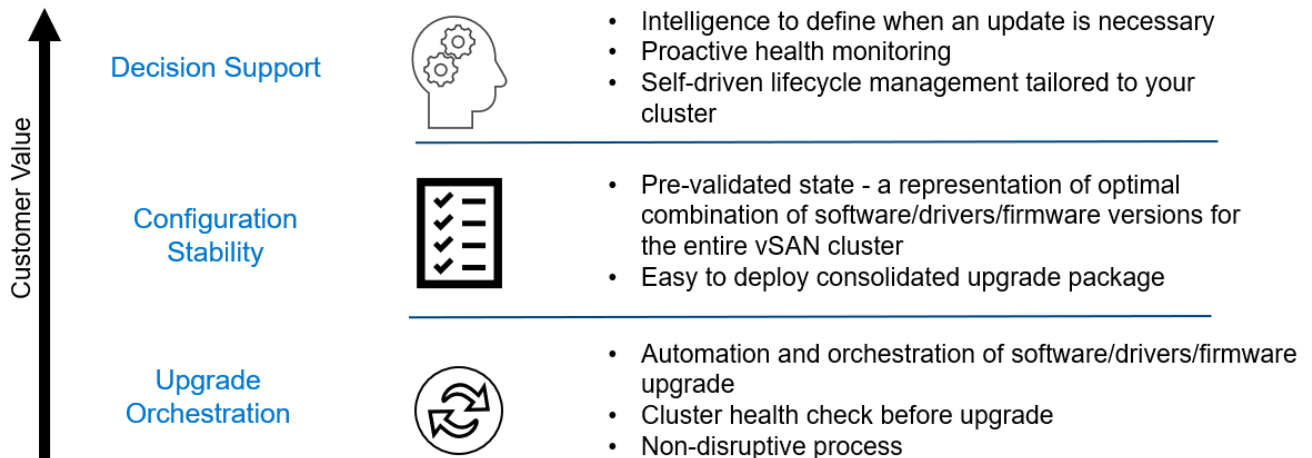 Customer Value
Decision Support
• Intelligence to define when an update is necessary
• Proactive health monitoring
• Self-driven lifecycle management tailored to your
cluster
Configuration
Stability
• Pre-validated state - a representation of optimal
combination of software/drivers/firmware versions for
the entire vSAN cluster
• Easy to deploy consolidated upgrade package
Upgrade
Orchestration
• Automation and orchestration of software/drivers/firmware
upgrade
• Cluster health check before upgrade
• Non-disruptive process